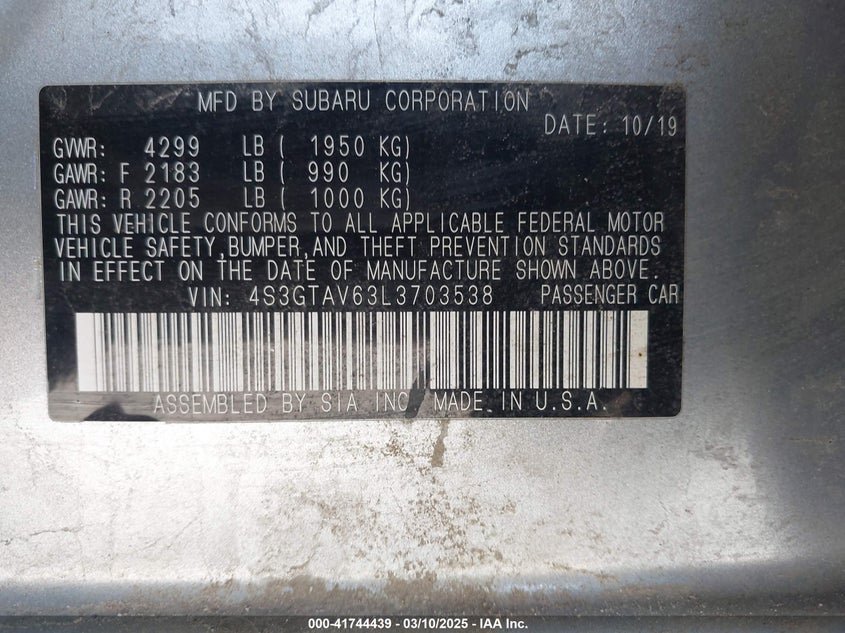 MFD BY SUBARU CORPORATION
DATE: 10/19
GVWR: 4299 LB ( 1950 KG)
GAWR: F 2183 LB ( 990 KG)
GAWR: R 2205 LB ( 1000 KG)
THIS VEHICLE CONFORMS TO ALL APPLICABLE FEDERAL MOTOR
VEHICLE SAFETY,BUMPER,AND THEFT PREVENTION STANDARDS
IN EFFECT ON THE DATE OF MANUFACTURE SHOWN ABOVE.
VIN: 4S3GTAV63L3703538 PASSENGER CAR
ASSEMBLED BY SIA INC. MADE IN U.S.A.
000-41744439 - 03/10/2025 - IAA Inc.